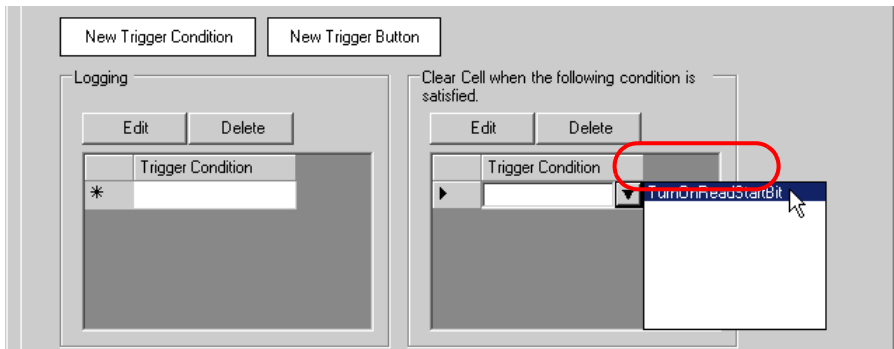 New Trigger Condition
New Trigger Button
Logging
Edit
Delete
Trigger Condition
Clear Cell when the following condition is
satisfied.
Edit
Delete
Trigger Condition
TurnOnReadStartBit